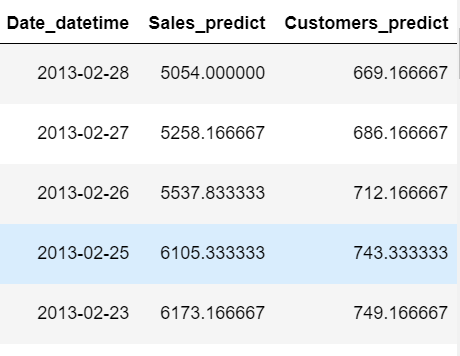 Date_datetime Sales_predict Customers_predict
2013-02-28 5054.000000 669.166667
2013-02-27 5258.166667 686.166667
2013-02-26 5537.833333 712.166667
2013-02-25 6105.333333 743.333333
2013-02-23 6173.166667 749.166667